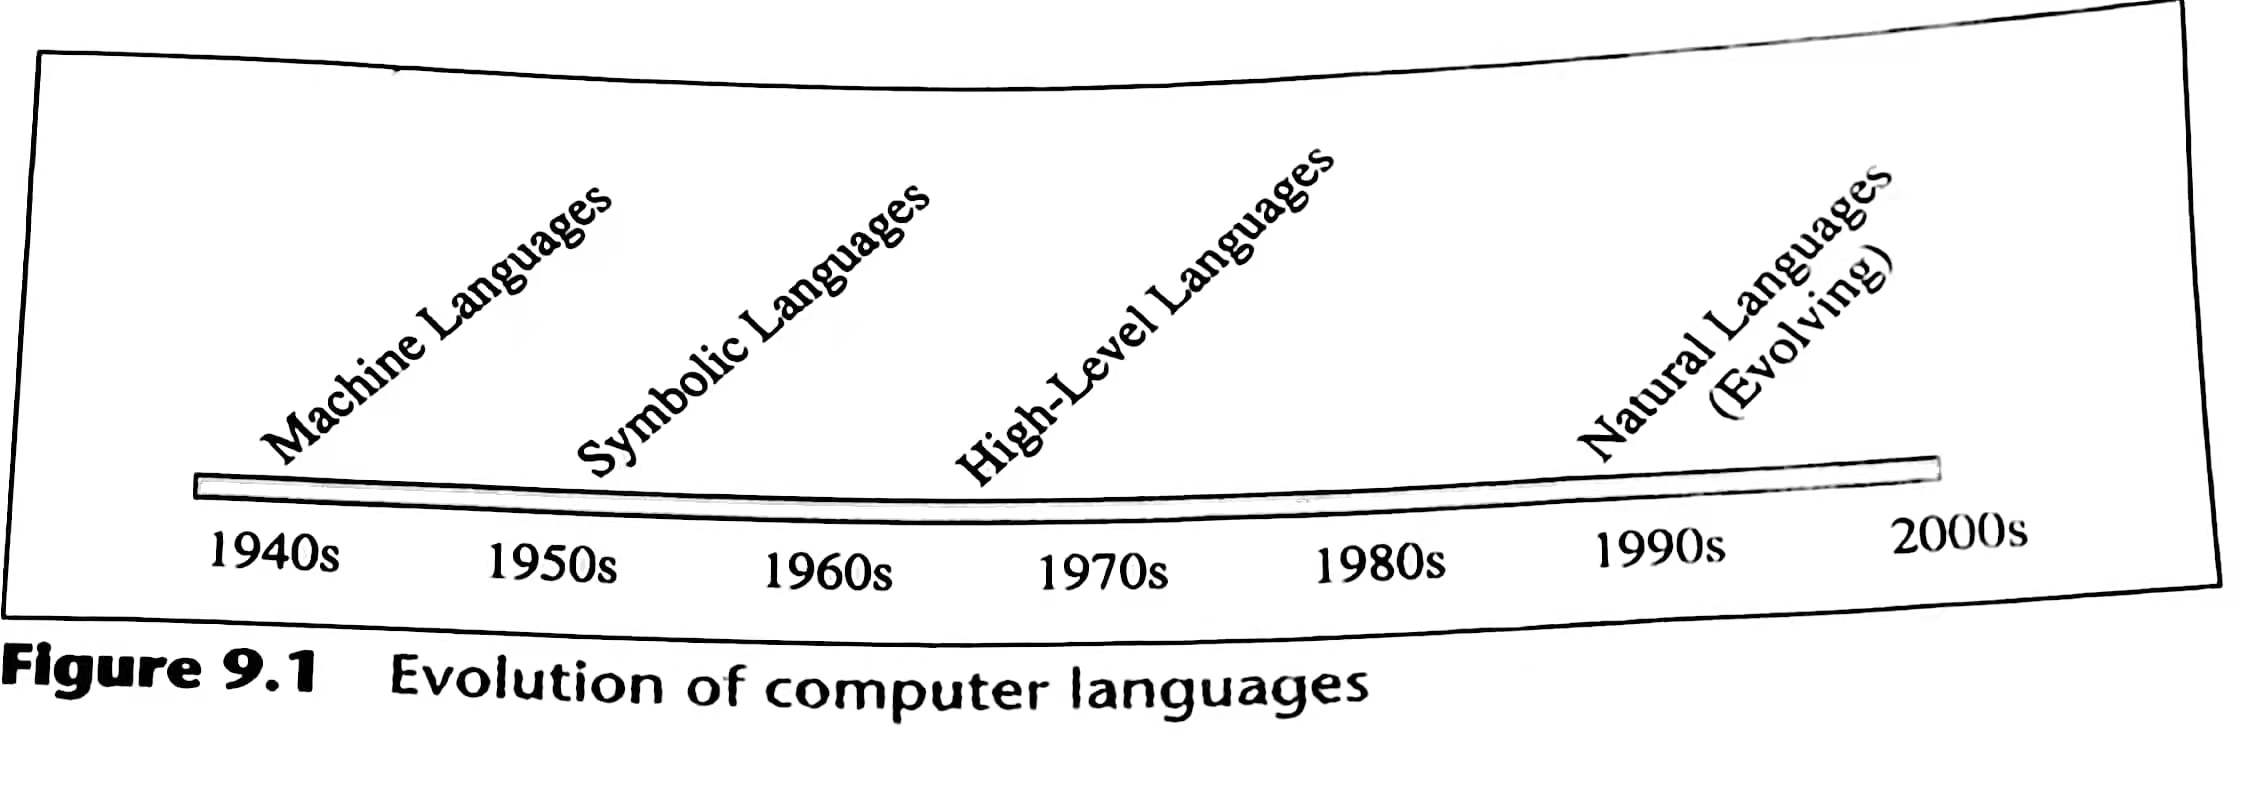 Machine Languages
Symbolic Languages
High-Level Languages
Natural Languages
(Evolving)
1940s
1950s
1960s
1970s
1980s
1990s
2000s
Figure 9.1 Evolution of computer languages